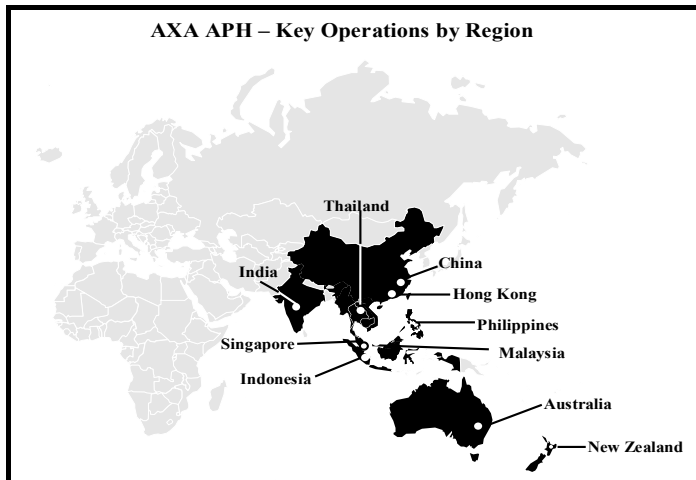 AXA APH – Key Operations by Region
Thailand
China
India
Hong Kong
Philippines
Singapore
Malaysia
Indonesia
Australia
New Zealand